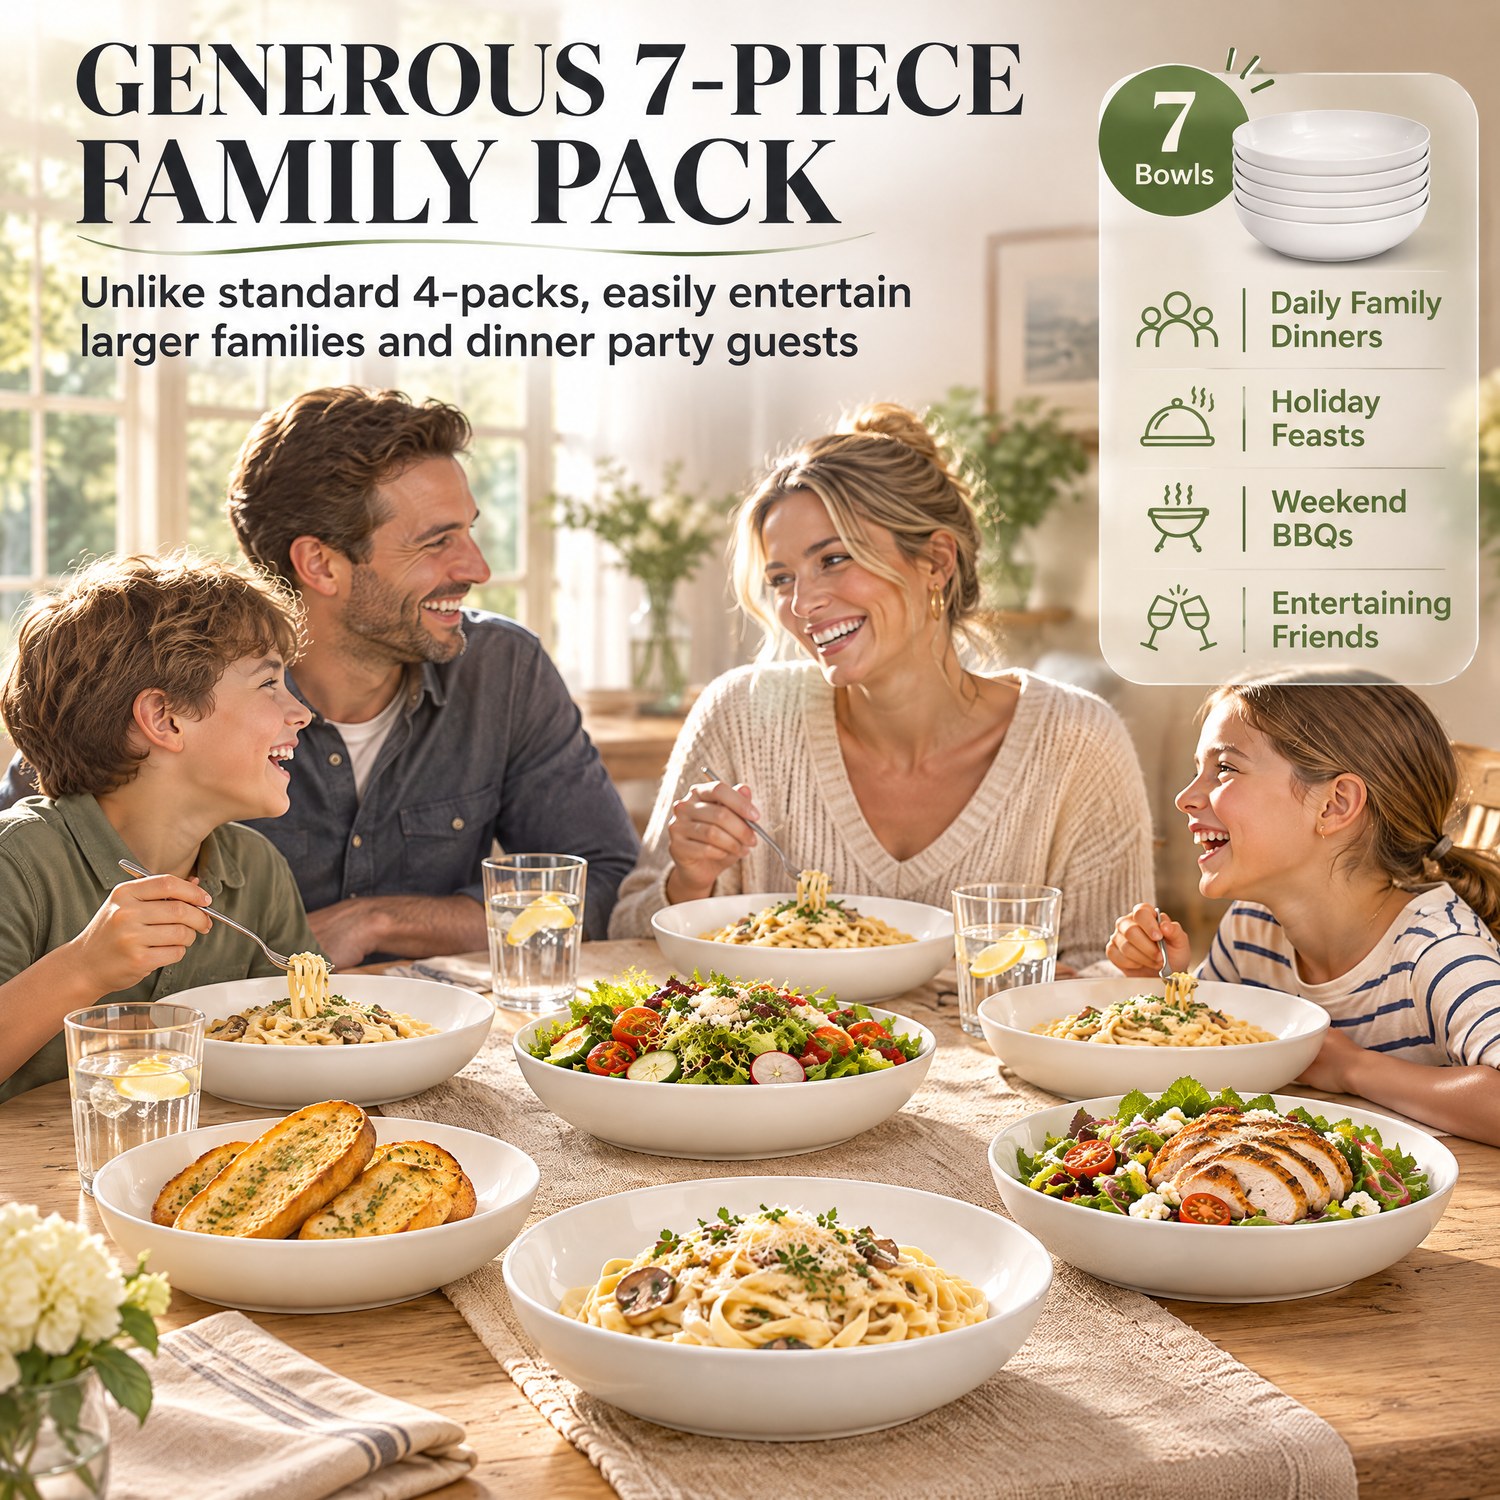 GENEROUS 7-PIECE
FAMILY PACK
Unlike standard 4-packs, easily entertain
larger families and dinner party guests
7
Bowls
Daily Family
Dinners
Holiday
Feasts
Weekend
BBQs
Entertaining
Friends